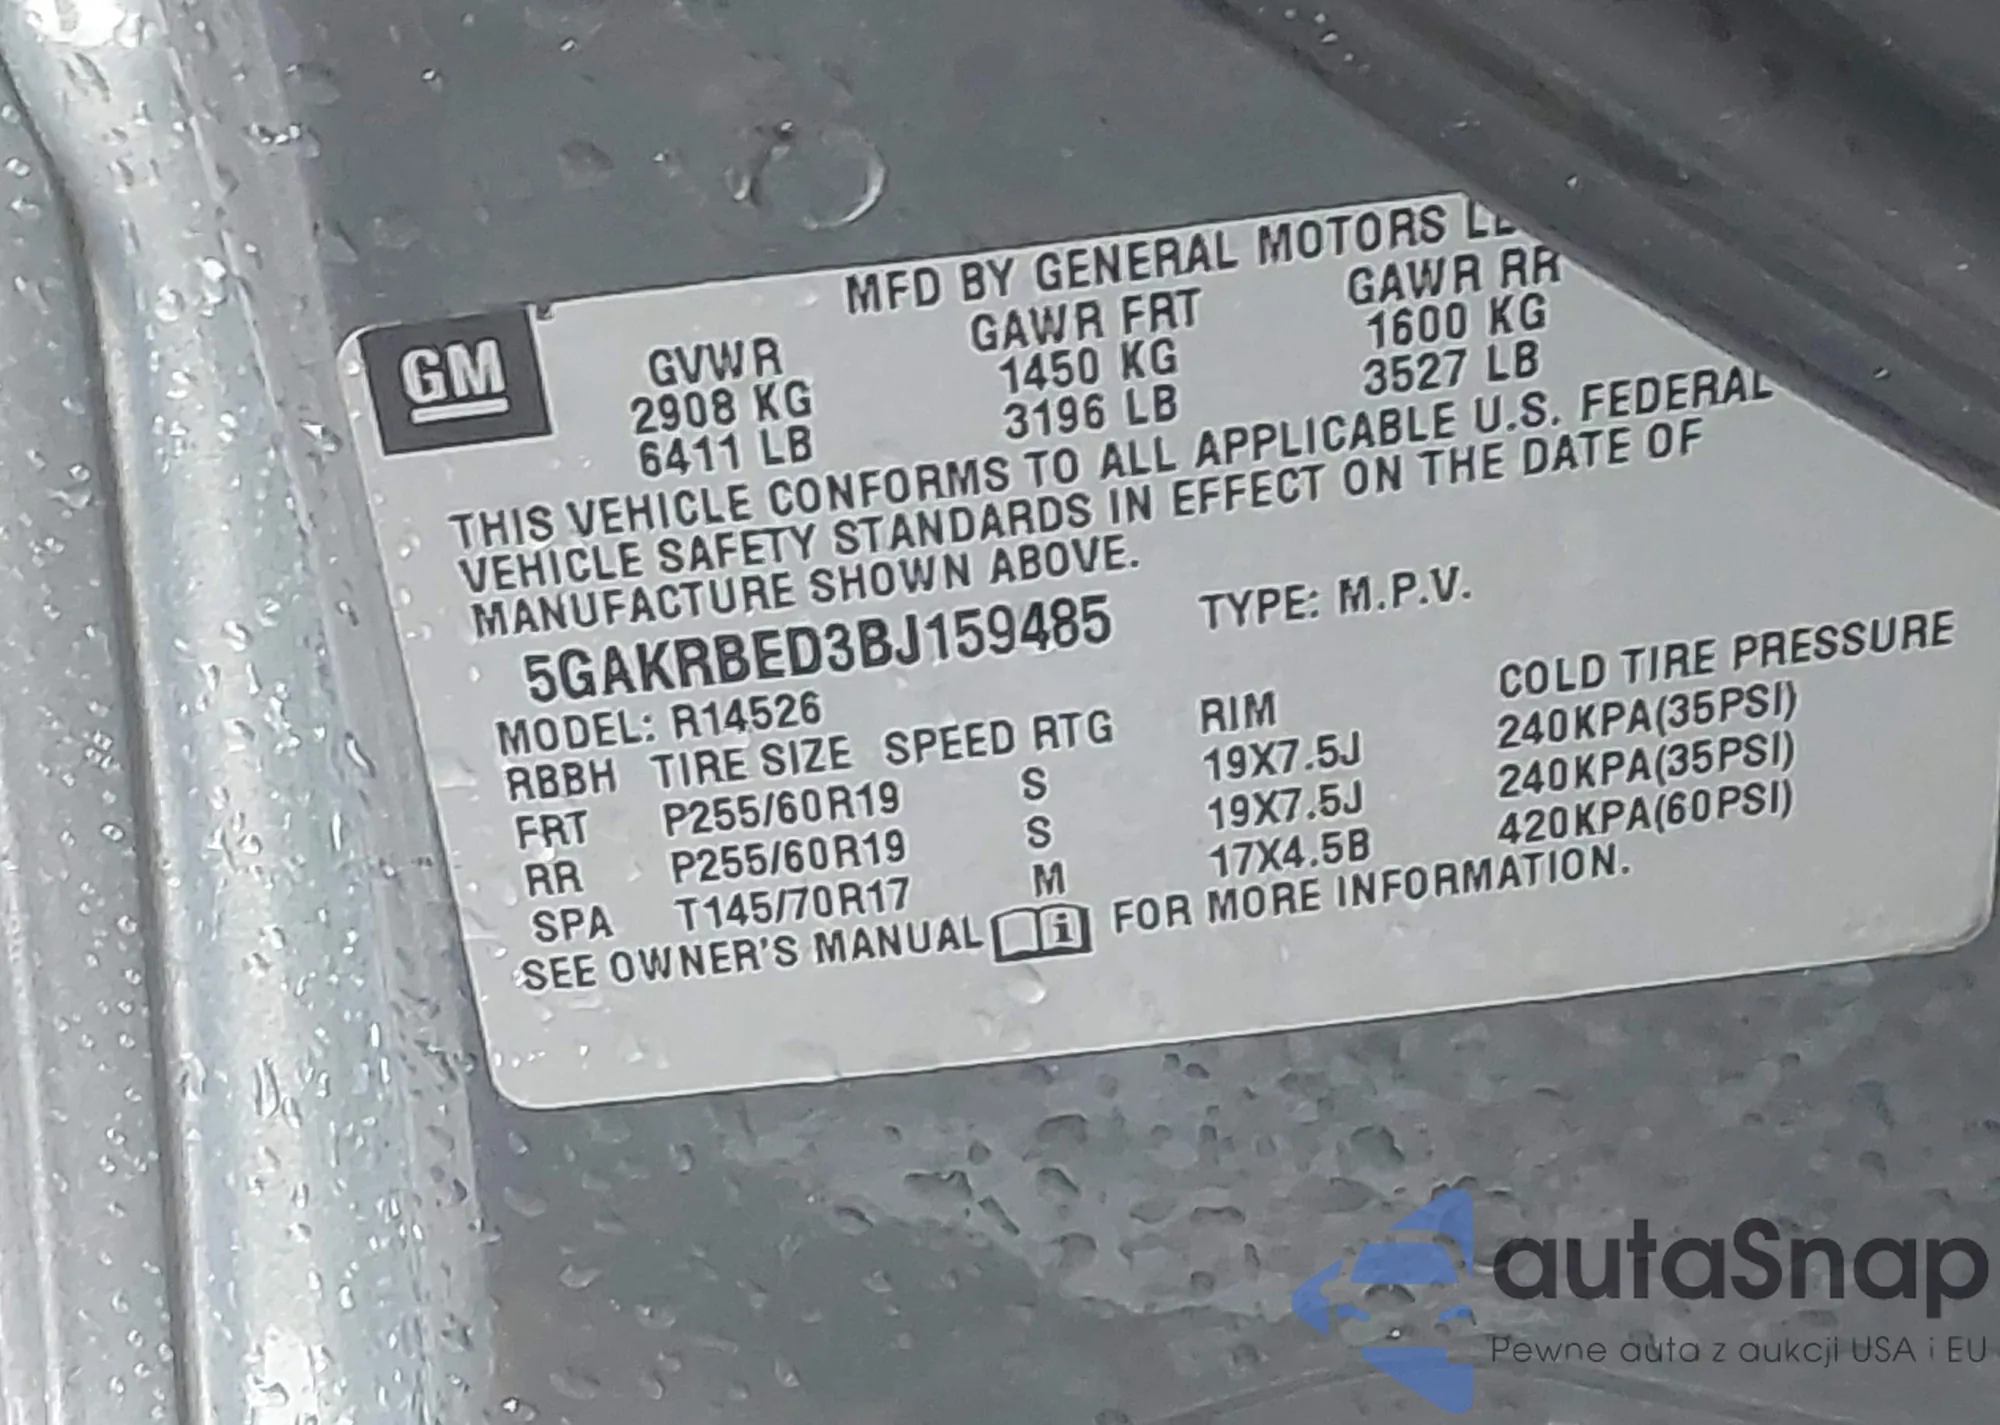 MFD BY GENERAL MOTORS LL
GM
GVWR GAWR FRT GAWR RR
2908 KG 1450 KG 1600 KG
6411 LB 3196 LB 3527 LB
THIS VEHICLE CONFORMS TO ALL APPLICABLE U.S. FEDERAL
VEHICLE SAFETY STANDARDS IN EFFECT ON THE DATE OF
MANUFACTURE SHOWN ABOVE.
5GAKRBED3BJ159485 TYPE: M.P.V.
MODEL: R14526
RBBH TIRE SIZE SPEED RTG RIM COLD TIRE PRESSURE
FRT P255/60R19 S 19X7.5J 240KPA(35PSI)
RR P255/60R19 S 19X7.5J 240KPA(35PSI)
SPA T145/70R17 M 17X4.5B 420KPA(60PSI)
SEE OWNER'S MANUAL FOR MORE INFORMATION.
autaSnap
Pewne auta z aukcji USA i EU